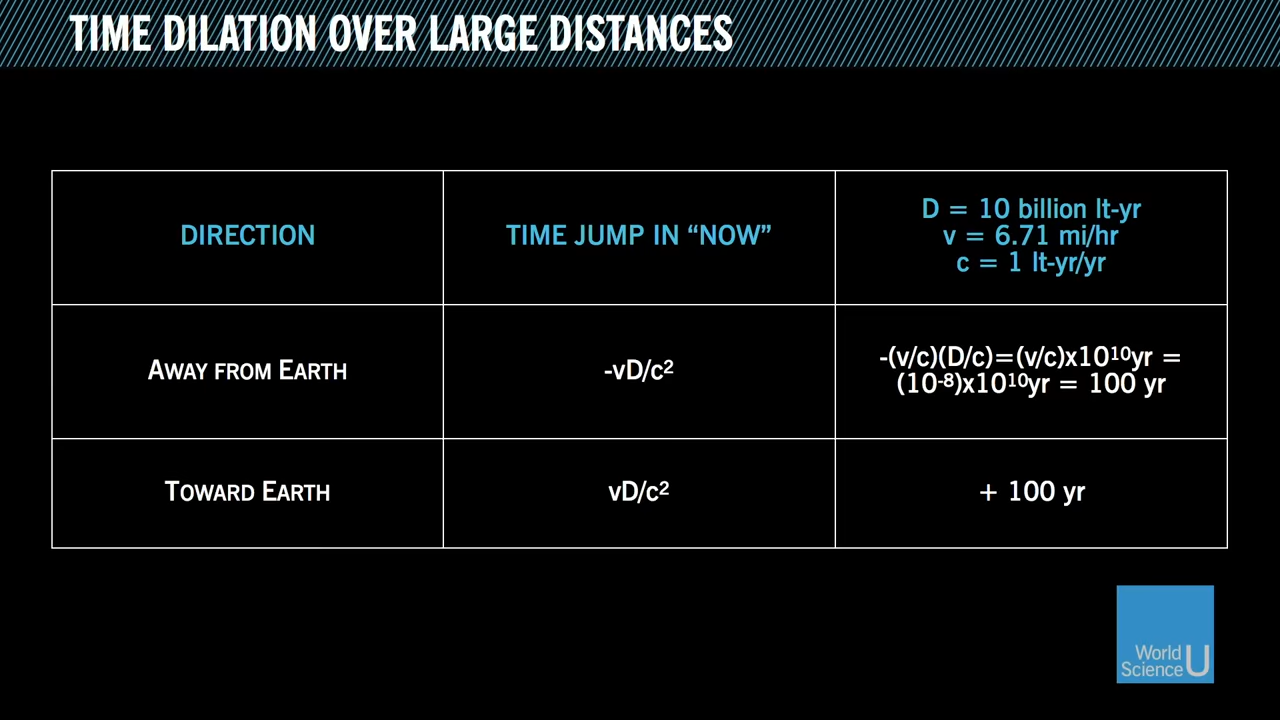 TIME DILATION OVER LARGE DISTANCES
DIRECTION
TIME JUMP IN “NOW”
D = 10 billion lt-yr
v = 6.71 mi/hr
c = 1 lt-yr/yr
AWAY FROM EARTH
-vD/c²
-(v/c)(D/c)=(v/c)x10¹⁰yr =
(10⁻⁸)x10¹⁰yr = 100 yr
TOWARD EARTH
vD/c²
+ 100 yr
World
Science U